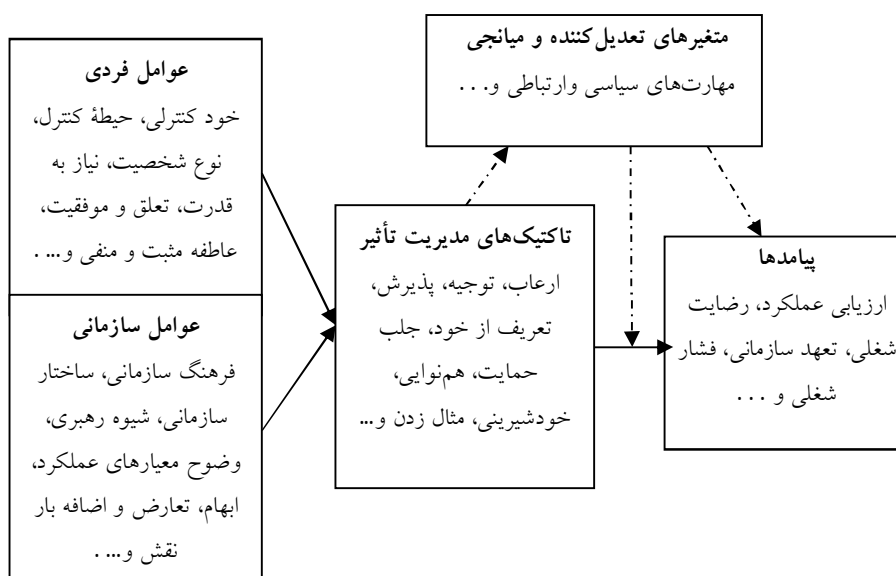 متغیرهای تعدیل‌کننده و میانجی
مهارت‌های سیاسی وارتباطی و...
عوامل فردی
خود کنترلی، حیطهٔ کنترل،
نوع شخصیت، نیاز به
قدرت، تعلق و موفقیت،
عاطفه مثبت و منفی و... .
عوامل سازمانی
فرهنگ سازمانی، ساختار
سازمانی، شیوه رهبری،
وضوح معیارهای عملکرد،
ابهام، تعارض و اضافه بار
نقش و... .
تاکتیک‌های مدیریت تأثیر
ارعاب، توجیه، پذیرش،
تعریف از خود، جلب
حمایت، هم‌نوایی،
خودشیرینی، مثال زدن و...
پیامدها
ارزیابی عملکرد، رضایت
شغلی، تعهد سازمانی، فشار
شغلی و ...